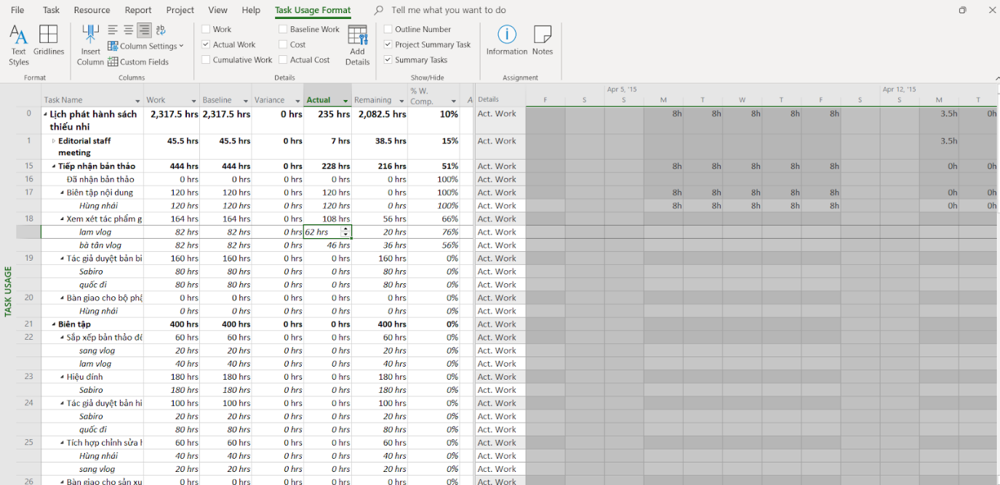 File Task Resource Report Project View Help Task Usage Format Tell me what you want to do
Work Baseline Work Outline Number
Actual Work Cost Project Summary Task
Cumulative Work Actual Cost Summary Tasks
Text Styles Gridlines Insert Column Column Settings Custom Fields Add Details Information Notes
Format Columns Details Show/Hide Assignment
Apr 5, '15 Apr 12, '15
Task Name Work Baseline Variance Actual Remaining % W. Comp. A Details F S S M T W T F S S M T
0 Lịch phát hành sách thiếu nhi 2,317.5 hrs 2,317.5 hrs 0 hrs 235 hrs 2,082.5 hrs 10% Act. Work 8h 8h 8h 8h 8h 3.5h 0h
1 Editorial staff meeting 45.5 hrs 45.5 hrs 0 hrs 7 hrs 38.5 hrs 15% Act. Work 3.5h
15 Tiếp nhận bản thảo 444 hrs 444 hrs 0 hrs 228 hrs 216 hrs 51% Act. Work 8h 8h 8h 8h 8h 0h 0h
16 Đã nhận bản thảo 0 hrs 0 hrs 0 hrs 0 hrs 0 hrs 100% Act. Work
17 Biên tập nội dung 120 hrs 120 hrs 0 hrs 120 hrs 0 hrs 100% Act. Work 8h 8h 8h 8h 8h 0h 0h
Hùng nhái 120 hrs 120 hrs 0 hrs 120 hrs 0 hrs 100% Act. Work 8h 8h 8h 8h 8h 0h 0h
18 Xem xét tác phẩm g 164 hrs 164 hrs 0 hrs 108 hrs 56 hrs 66% Act. Work
lam vlog 82 hrs 82 hrs 0 hrs 62 hrs 20 hrs 76% Act. Work
bà tân vlog 82 hrs 82 hrs 0 hrs 46 hrs 36 hrs 56% Act. Work
19 Tác giả duyệt bản bi 160 hrs 160 hrs 0 hrs 0 hrs 160 hrs 0% Act. Work
Sabiro 80 hrs 80 hrs 0 hrs 0 hrs 80 hrs 0% Act. Work
quốc đi 80 hrs 80 hrs 0 hrs 0 hrs 80 hrs 0% Act. Work
20 Bàn giao cho bộ phậ 0 hrs 0 hrs 0 hrs 0 hrs 0 hrs 0% Act. Work
Hùng nhái 0 hrs 0 hrs 0 hrs 0 hrs 0 hrs 0% Act. Work
21 Biên tập 400 hrs 400 hrs 0 hrs 0 hrs 400 hrs 0% Act. Work
22 Sắp xếp bản thảo để 60 hrs 60 hrs 0 hrs 0 hrs 60 hrs 0% Act. Work
sang vlog 20 hrs 20 hrs 0 hrs 0 hrs 20 hrs 0% Act. Work
lam vlog 40 hrs 40 hrs 0 hrs 0 hrs 40 hrs 0% Act. Work
23 Hiệu đính 180 hrs 180 hrs 0 hrs 0 hrs 180 hrs 0% Act. Work
Sabiro 180 hrs 180 hrs 0 hrs 0 hrs 180 hrs 0% Act. Work
24 Tác giả duyệt bản hi 100 hrs 100 hrs 0 hrs 0 hrs 100 hrs 0% Act. Work
Sabiro 20 hrs 20 hrs 0 hrs 0 hrs 20 hrs 0% Act. Work
quốc đi 80 hrs 80 hrs 0 hrs 0 hrs 80 hrs 0% Act. Work
25 Tích hợp chỉnh sửa h 60 hrs 60 hrs 0 hrs 0 hrs 60 hrs 0% Act. Work
Hùng nhái 40 hrs 40 hrs 0 hrs 0 hrs 40 hrs 0% Act. Work
sang vlog 20 hrs 20 hrs 0 hrs 0 hrs 20 hrs 0% Act. Work
26 Bàn giao cho sản xu 0 hrs 0 hrs 0 hrs 0 hrs 0 hrs 0% Act. Work
TASK USAGE